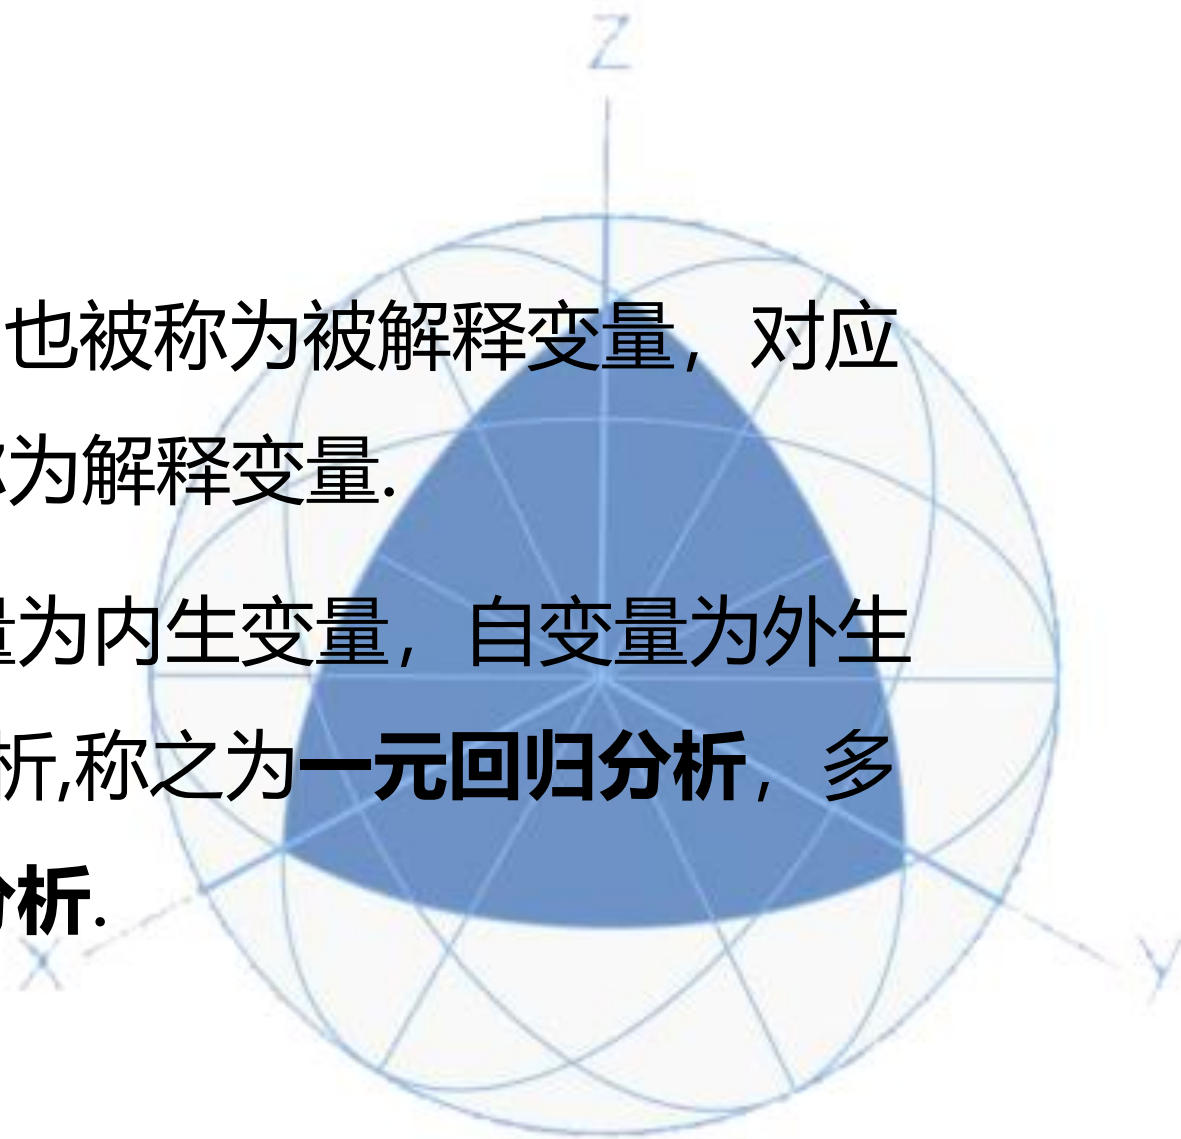 Z
也被称为被解释变量，对应
为解释变量.
量为内生变量，自变量为外生
析,称之为一元回归分析，多
分析.
X
y